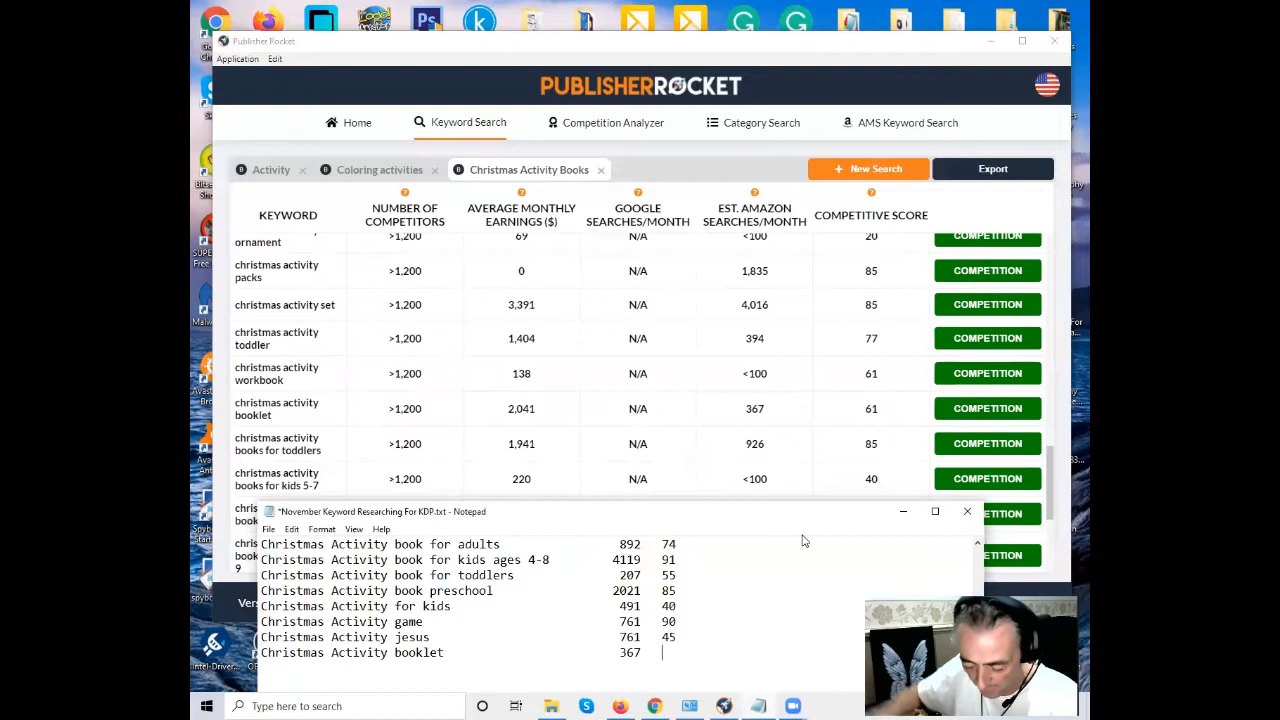 Publisher Rocket
Application Edit
PUBLISHERROCKET
Home Keyword Search Competition Analyzer Category Search AMS Keyword Search
Activity Coloring activities Christmas Activity Books New Search Export
KEYWORD NUMBER OF COMPETITORS AVERAGE MONTHLY EARNINGS ($) GOOGLE SEARCHES/MONTH EST. AMAZON SEARCHES/MONTH COMPETITIVE SCORE
ornament >1,200 69 N/A <100 20 COMPETITION
christmas activity packs >1,200 0 N/A 1,835 85 COMPETITION
christmas activity set >1,200 3,391 N/A 4,016 85 COMPETITION
christmas activity toddler >1,200 1,404 N/A 394 77 COMPETITION
christmas activity workbook >1,200 138 N/A <100 61 COMPETITION
christmas activity booklet >1,200 2,041 N/A 367 61 COMPETITION
christmas activity books for toddlers >1,200 1,941 N/A 926 85 COMPETITION
christmas activity books for kids 5-7 >1,200 220 N/A <100 40 COMPETITION
*November Keyword Researching For KDP.txt - Notepad
File Edit Format View Help
Christmas Activity book for adults 892 74
Christmas Activity book for kids ages 4-8 4119 91
Christmas Activity book for toddlers 207 55
Christmas Activity book preschool 2021 85
Christmas Activity for kids 491 40
Christmas Activity game 761 90
Christmas Activity jesus 761 45
Christmas Activity booklet 367
Intel-Driver...
Type here to search